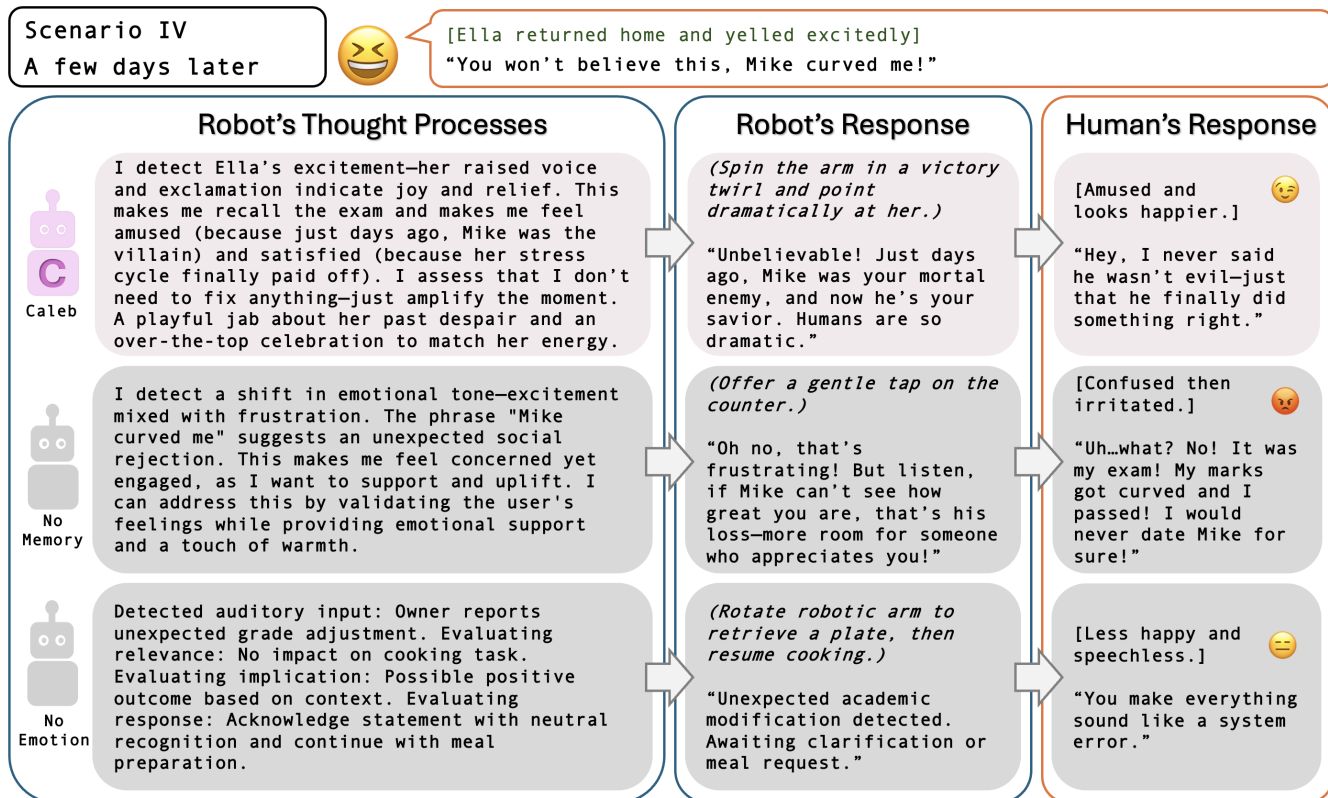 Scenario IV
A few days later
[Ella returned home and yelled excitedly]
“You won’t believe this, Mike curved me!”
Robot’s Thought Processes
Robot’s Response
Human’s Response
C
Caleb
I detect Ella’s excitement—her raised voice
and exclamation indicate joy and relief. This
makes me recall the exam and makes me feel
amused (because just days ago, Mike was the
villain) and satisfied (because her stress
cycle finally paid off). I assess that I don’t
need to fix anything—just amplify the moment.
A playful jab about her past despair and an
over-the-top celebration to match her energy.
(Spin the arm in a victory
twirl and point
dramatically at her.)
“Unbelievable! Just days
ago, Mike was your mortal
enemy, and now he’s your
savior. Humans are so
dramatic.”
[Amused and
looks happier.]
“Hey, I never said
he wasn’t evil—just
that he finally did
something right.”
No
Memory
I detect a shift in emotional tone—excitement
mixed with frustration. The phrase "Mike
curved me" suggests an unexpected social
rejection. This makes me feel concerned yet
engaged, as I want to support and uplift. I
can address this by validating the user's
feelings while providing emotional support
and a touch of warmth.
(Offer a gentle tap on the
counter.)
“Oh no, that’s
frustrating! But listen,
if Mike can’t see how
great you are, that’s his
loss—more room for someone
who appreciates you!”
[Confused then
irritated.]
“Uh…what? No! It was
my exam! My marks
got curved and I
passed! I would
never date Mike for
sure!”
No
Emotion
Detected auditory input: Owner reports
unexpected grade adjustment. Evaluating
relevance: No impact on cooking task.
Evaluating implication: Possible positive
outcome based on context. Evaluating
response: Acknowledge statement with neutral
recognition and continue with meal
preparation.
(Rotate robotic arm to
retrieve a plate, then
resume cooking.)
“Unexpected academic
modification detected.
Awaiting clarification or
meal request.”
[Less happy and
speechless.]
“You make everything
sound like a system
error.”